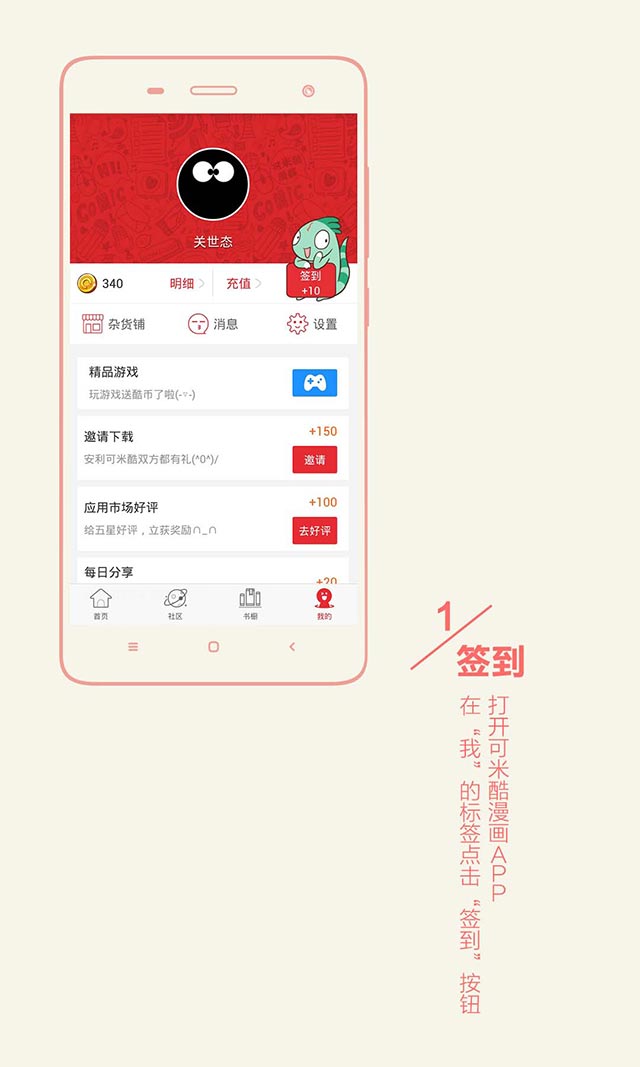 HI!
COMIC
COMIC
关世态
340
明细
充值
签到
+10
杂货铺
消息
设置
精品游戏
玩游戏送酷币了啦(-▿-)
邀请下载
+150
安利可米酷双方都有礼(^0^)/
邀请
应用市场好评
+100
给五星好评，立获奖励∩_∩
去好评
每日分享
+20
首页
社区
书橱
我的
1
签到
打开可米酷漫画APP
在“我”的标签点击“签到”按钮